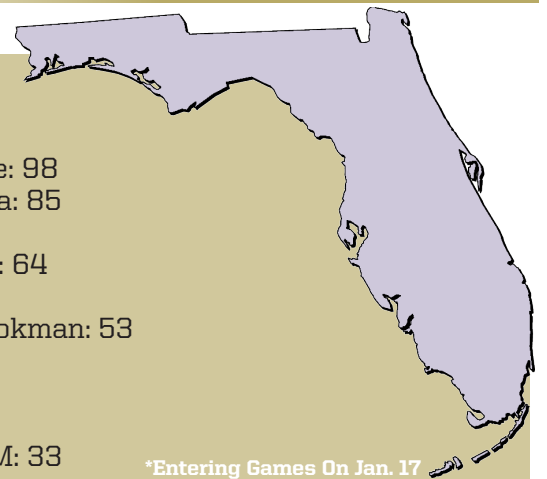 e: 98
a: 85
: 64
okman: 53
M: 33
*Entering Games On Jan. 17